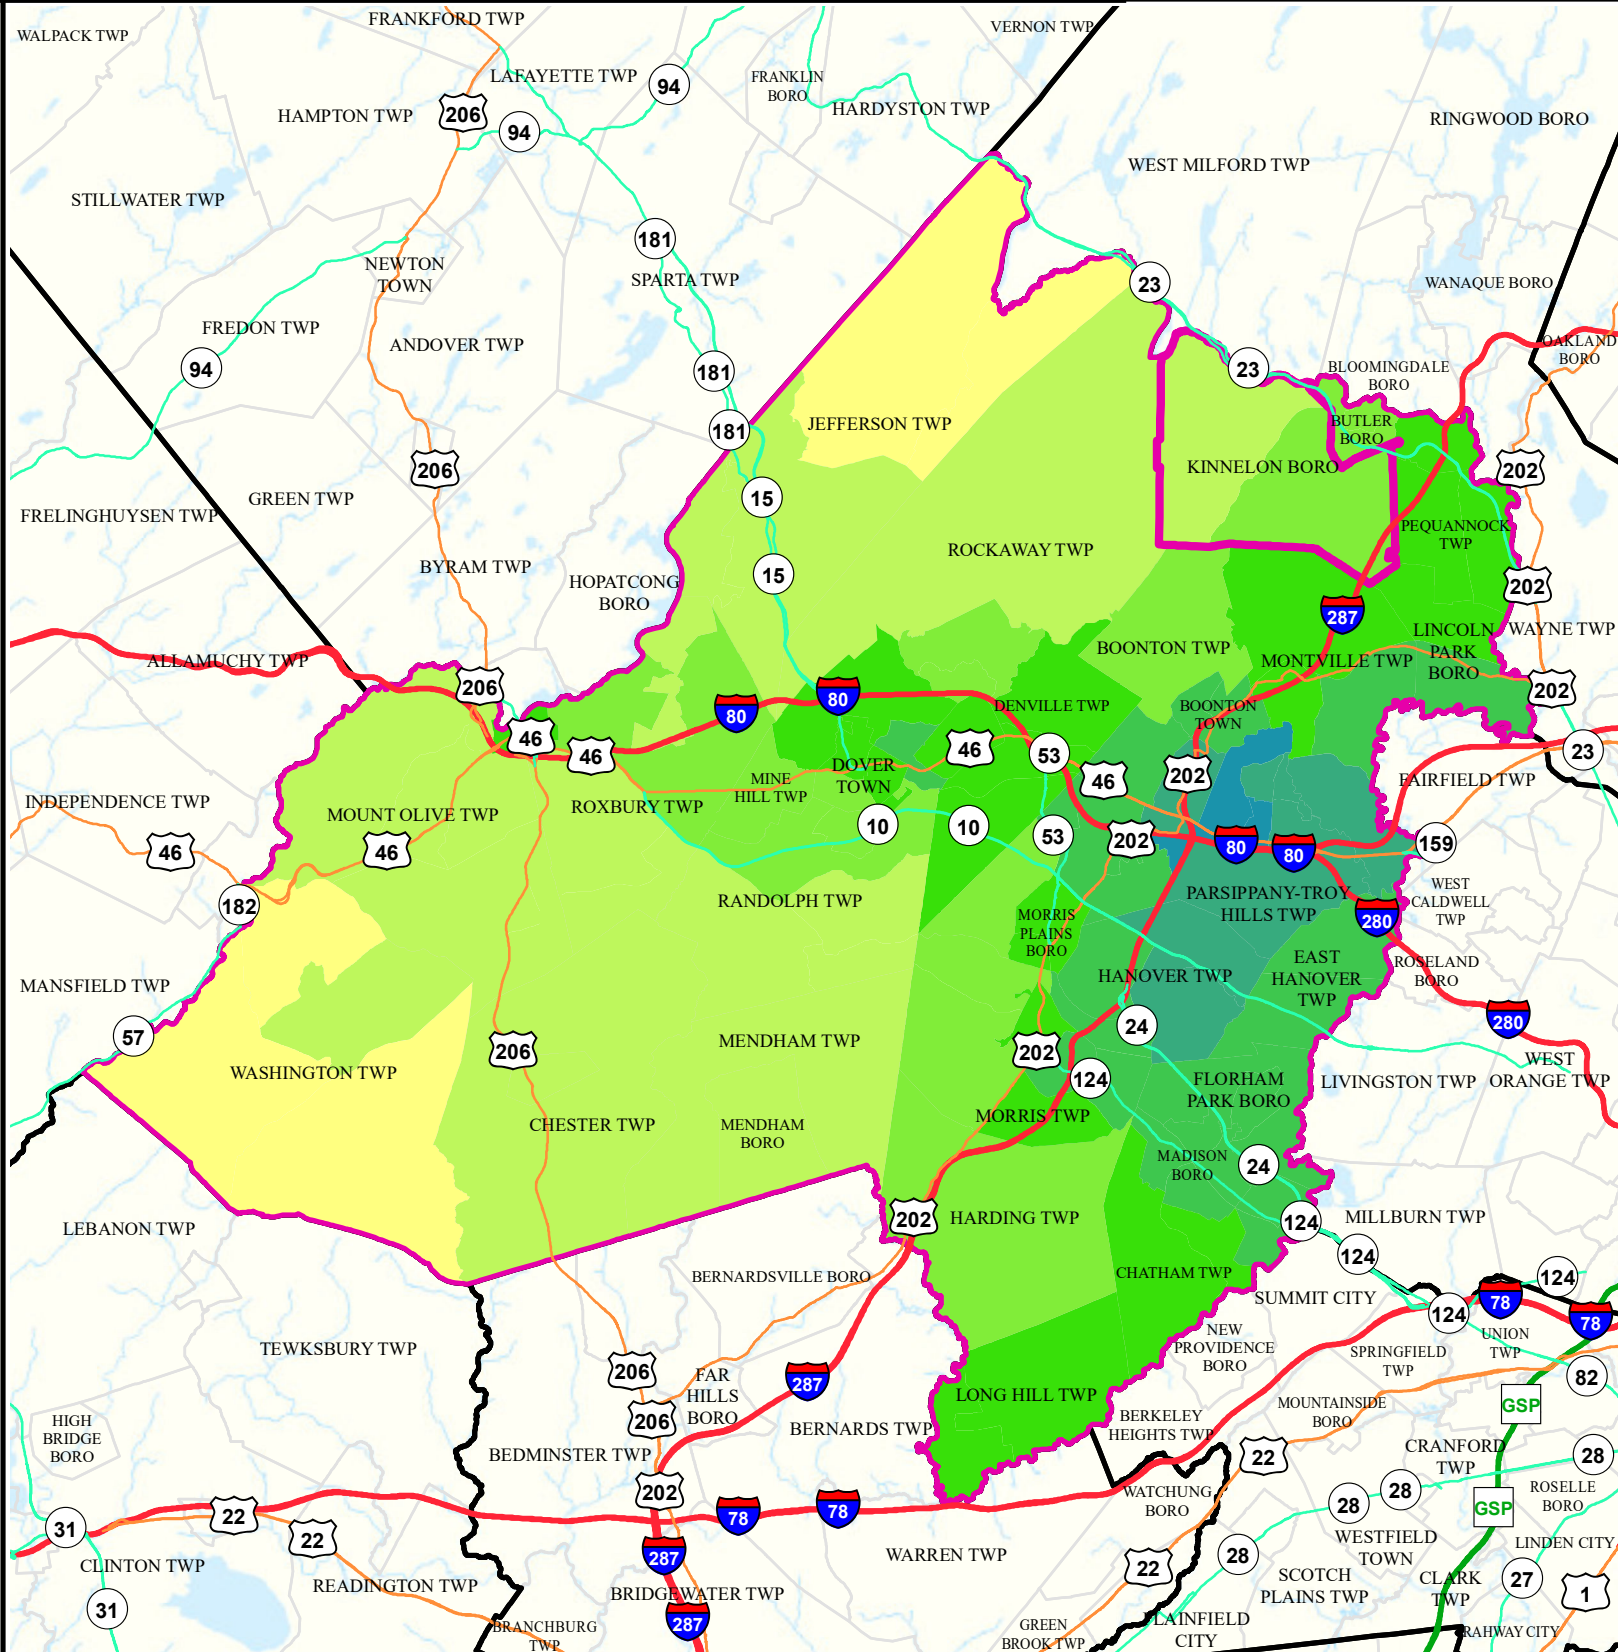 FRANKFORD TWP
WALPACK TWP
VERNON TWP
LAFAYETTE TWP
94
FRANKLIN
BORO
HARDYSTON TWP
HAMPTON TWP
206
94
RINGWOOD BORO
WEST MILFORD TWP
STILLWATER TWP
181
SPARTA TWP
NEWTON
TOWN
23
WANAQUE BORO
FREDON TWP
ANDOVER TWP
94
181
23
BLOOMINGDALE
BORO
OAKLAND
BORO
181
JEFFERSON TWP
BUTLER
BORO
206
KINNELON BORO
202
GREEN TWP
15
FRELINGHUYSEN TWP
PEQUANNOCK
TWP
ROCKAWAY TWP
BYRAM TWP
15
HOPATCONG
BORO
202
287
LINCOLN
PARK
BORO
WAYNE TWP
BOONTON TWP
MONTVILLE TWP
ALLAMUCHY TWP
206
80
80
202
DENVILLE TWP
BOONTON
TOWN
46
46
46
53
23
46
202
MINE
HILL TWP
DOVER
TOWN
FAIRFIELD TWP
INDEPENDENCE TWP
MOUNT OLIVE TWP
ROXBURY TWP
10
10
53
202
80
80
159
46
46
182
RANDOLPH TWP
PARSIPPANY-TROY
HILLS TWP
WEST
CALDWELL
TWP
280
MORRIS
PLAINS
BORO
MANSFIELD TWP
HANOVER TWP
EAST
HANOVER
TWP
ROSELAND
BORO
57
24
280
206
MENDHAM TWP
202
WASHINGTON TWP
124
FLORHAM
PARK BORO
LIVINGSTON TWP
WEST
ORANGE TWP
CHESTER TWP
MENDHAM
BORO
MORRIS TWP
MADISON
BORO
24
202
HARDING TWP
124
MILLBURN TWP
LEBANON TWP
124
BERNARDSVILLE BORO
CHATHAM TWP
124
SUMMIT CITY
78
124
78
TEWKSBURY TWP
NEW
PROVIDENCE
BORO
UNION
TWP
SPRINGFIELD
TWP
206
FAR
HILLS
BORO
287
82
LONG HILL TWP
GSP
MOUNTAINSIDE
BORO
HIGH
BRIDGE
BORO
206
BERNARDS TWP
BERKELEY
HEIGHTS TWP
BEDMINSTER TWP
22
CRANFORD
TWP
28
202
WATCHUNG
BORO
28
28
ROSELLE
BORO
GSP
31
22
78
78
22
WESTFIELD
TOWN
LINDEN CITY
287
WARREN TWP
28
CLINTON TWP
22
SCOTCH
PLAINS TWP
CLARK
TWP
27
1
READINGTON TWP
BRIDGEWATER TWP
31
287
BRANCHBURG
TWP
GREEN
BROOK TWP
PLAINFIELD
CITY
RAHWAY CITY